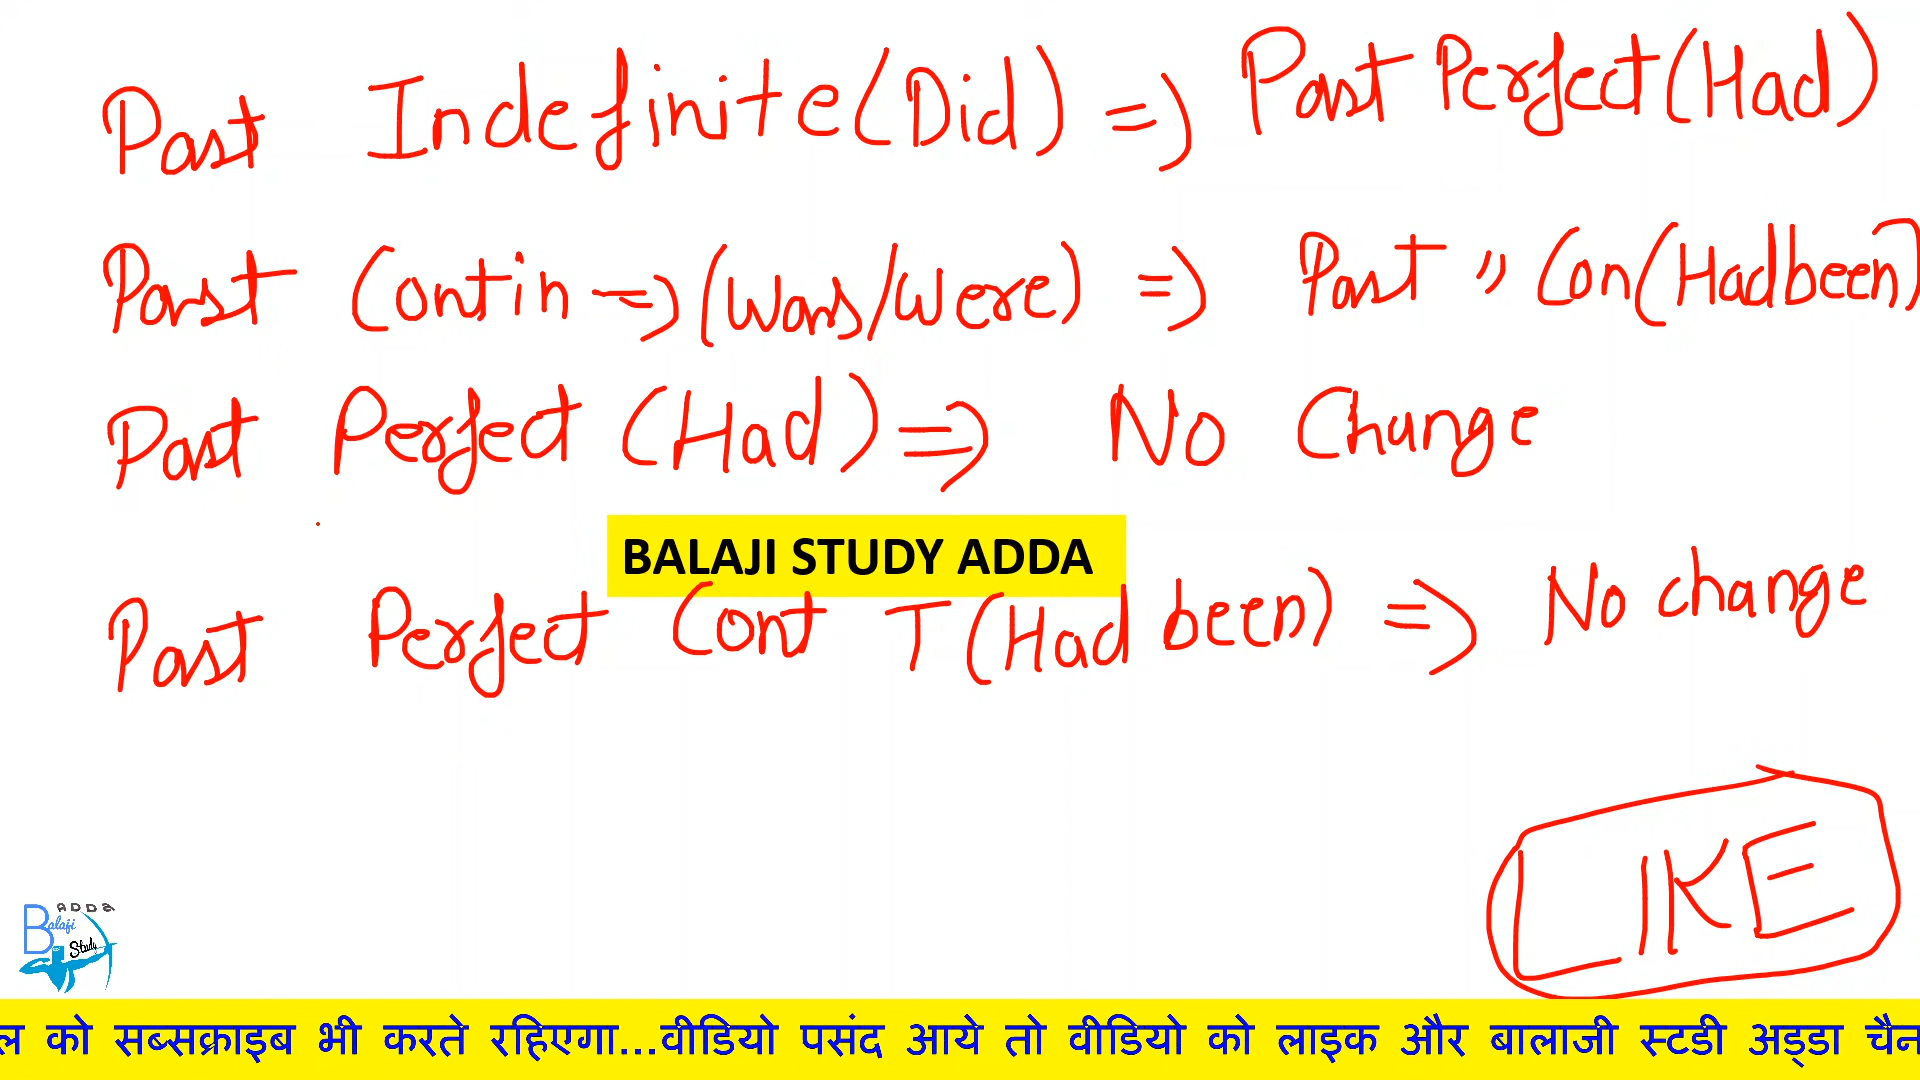 Past Indefinite (Did) => Past Perfect (Had)
Past Contin → (Was/Were) => Past " Con (Had been)
Past Perfect (Had) => No Change
BALAJI STUDY ADDA
Past Perfect Cont T (Had been) => No change
LIKE
ADDA
Balaji
Study
ल को सब्सक्राइब भी करते रहिएगा...वीडियो पसंद आये तो वीडियो को लाइक और बालाजी स्टडी अड्डा चैन